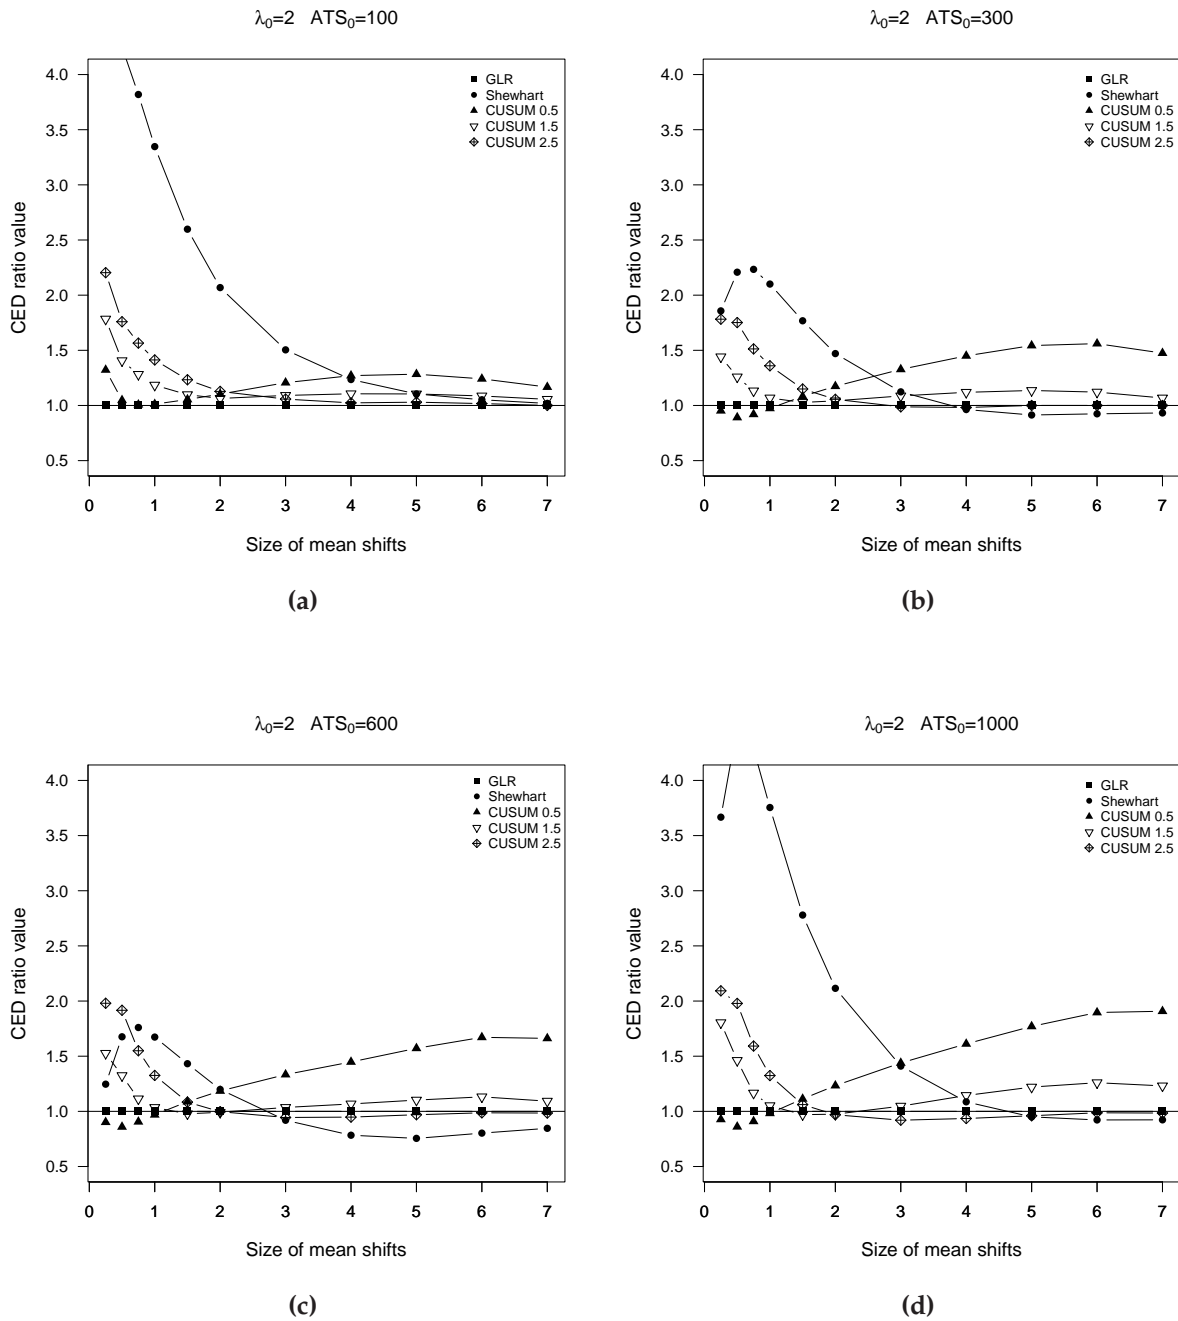 λ0=2 ATS0=100
CED ratio value
4.0
3.5
3.0
2.5
2.0
1.5
1.0
0.5
GLR
Shewhart
CUSUM 0.5
CUSUM 1.5
CUSUM 2.5
0 1 2 3 4 5 6 7
Size of mean shifts
(a)
λ0=2 ATS0=300
CED ratio value
4.0
3.5
3.0
2.5
2.0
1.5
1.0
0.5
GLR
Shewhart
CUSUM 0.5
CUSUM 1.5
CUSUM 2.5
0 1 2 3 4 5 6 7
Size of mean shifts
(b)
λ0=2 ATS0=600
CED ratio value
4.0
3.5
3.0
2.5
2.0
1.5
1.0
0.5
GLR
Shewhart
CUSUM 0.5
CUSUM 1.5
CUSUM 2.5
0 1 2 3 4 5 6 7
Size of mean shifts
(c)
λ0=2 ATS0=1000
CED ratio value
4.0
3.5
3.0
2.5
2.0
1.5
1.0
0.5
GLR
Shewhart
CUSUM 0.5
CUSUM 1.5
CUSUM 2.5
0 1 2 3 4 5 6 7
Size of mean shifts
(d)